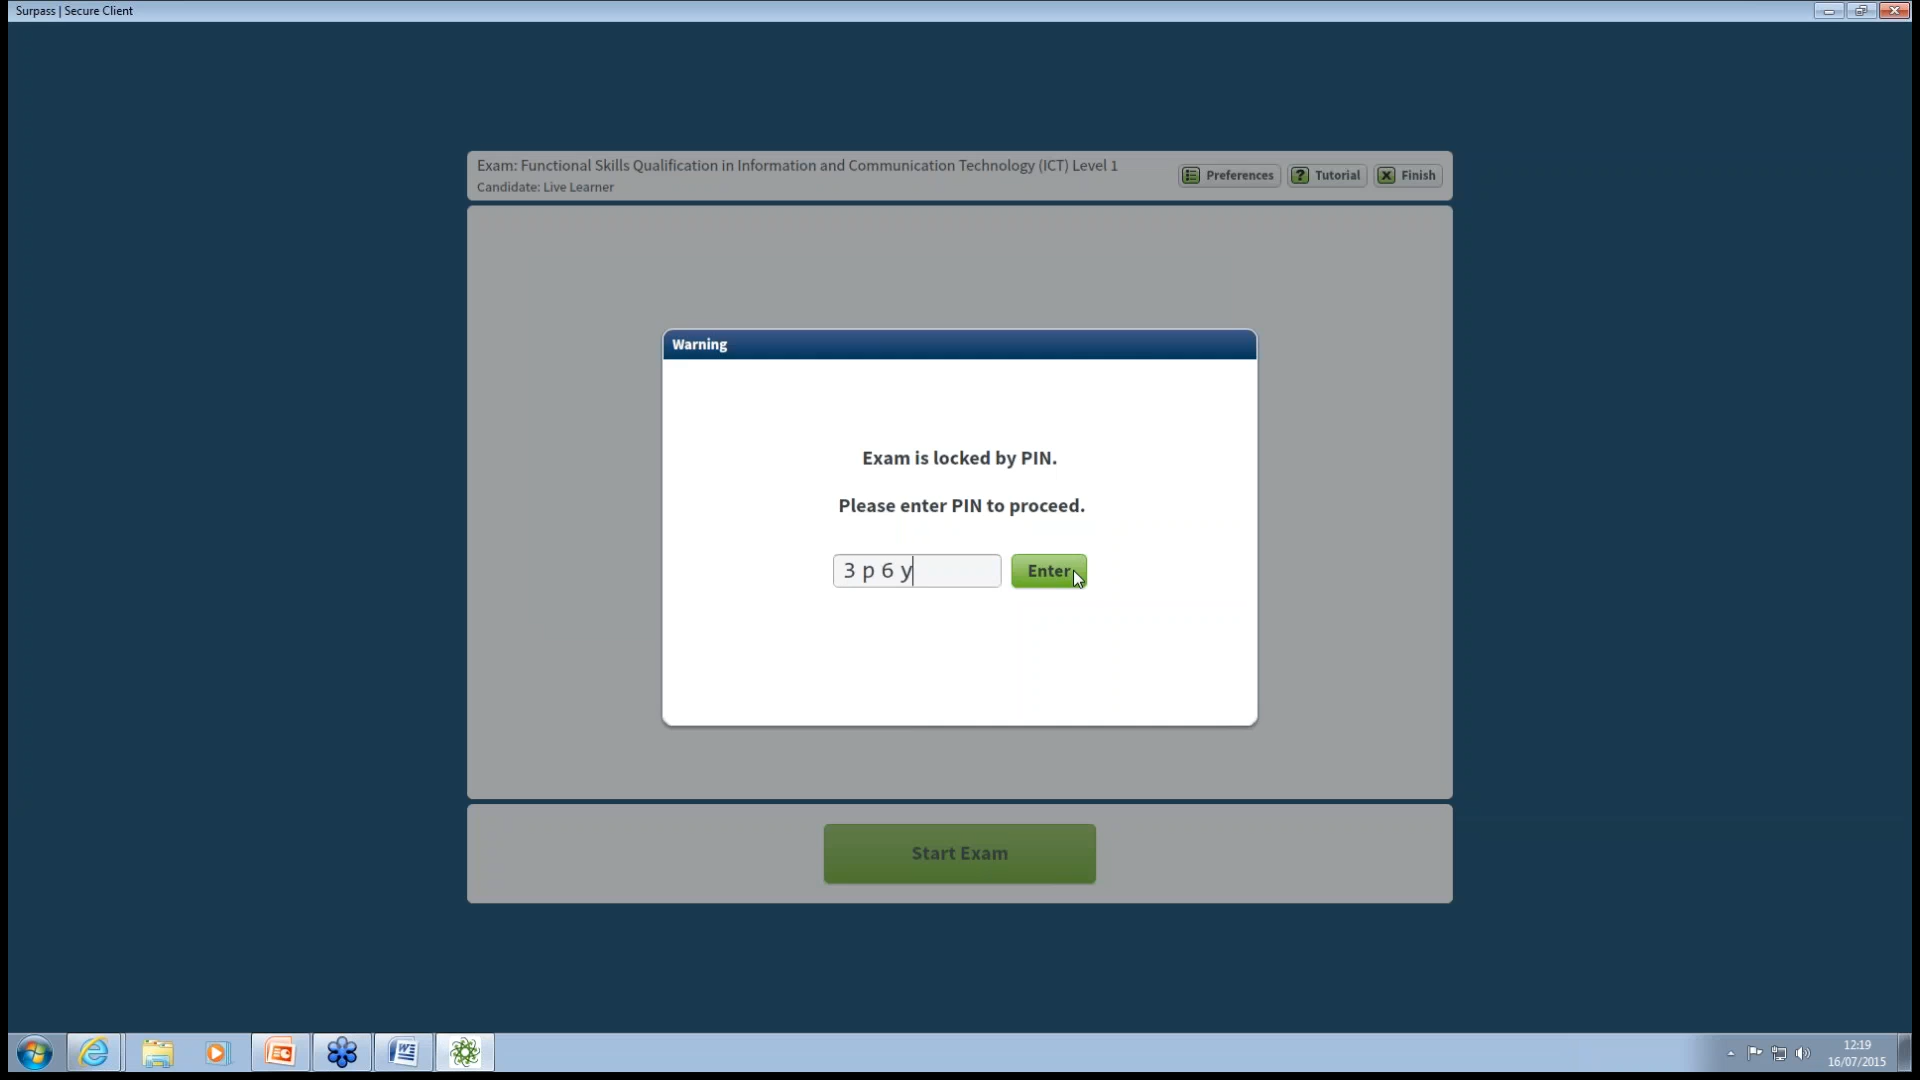 Surpass | Secure Client
Exam: Functional Skills Qualification in Information and Communication Technology (ICT) Level 1
Candidate: Live Learner
Preferences
Tutorial
Finish
Warning
Exam is locked by PIN.
Please enter PIN to proceed.
3 p 6 y
Enter
Start Exam
12:19
16/07/2015